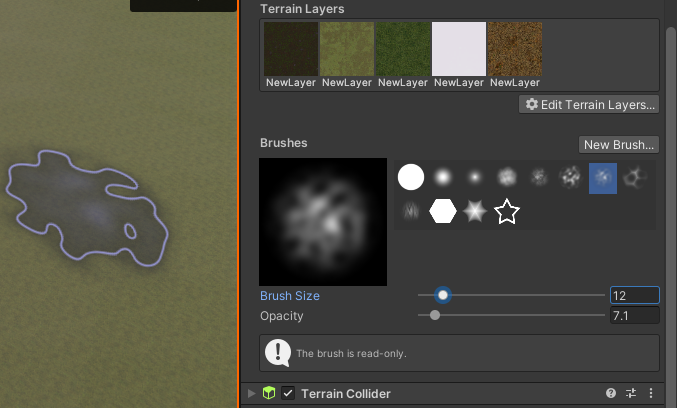 Terrain Layers
NewLayer NewLayer NewLayer NewLayer NewLayer
Edit Terrain Layers...
Brushes
New Brush...
Brush Size 12
Opacity 7.1
The brush is read-only.
Terrain Collider